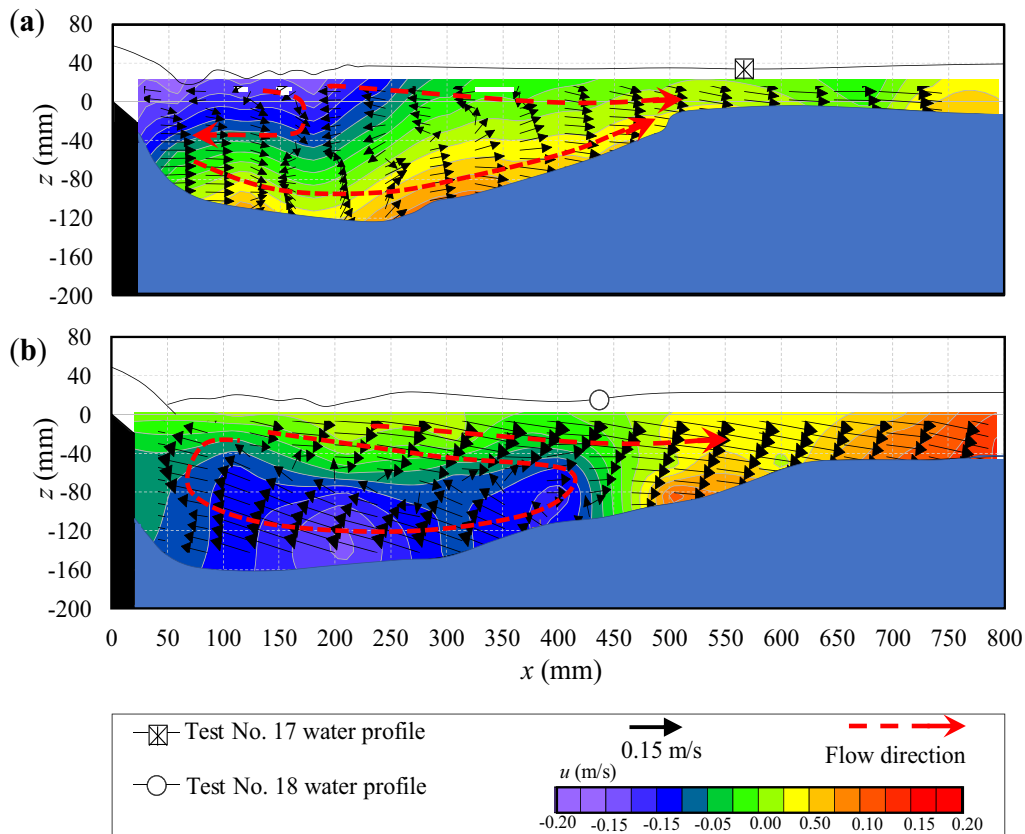 (a)
80
40
0
-40
-80
-120
-160
-200
z (mm)
(b)
80
40
0
-40
-80
-120
-160
-200
z (mm)
0 50 100 150 200 250 300 350 400 450 500 550 600 650 700 750 800
x (mm)
Test No. 17 water profile
0.15 m/s
Flow direction
Test No. 18 water profile
u (m/s)
-0.20 -0.15 -0.15 -0.05 0.00 0.10 0.15 0.20